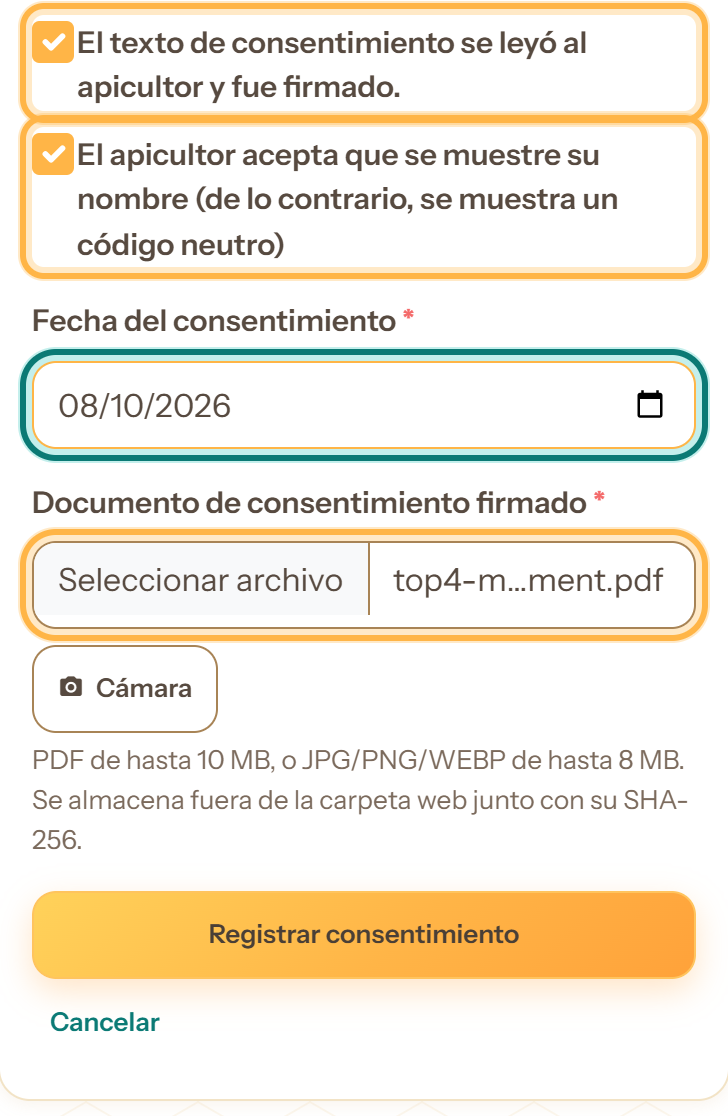 El texto de consentimiento se leyó al
apicultor y fue firmado.
El apicultor acepta que se muestre su
nombre (de lo contrario, se muestra un
código neutro)
Fecha del consentimiento *
08/10/2026
Documento de consentimiento firmado *
Seleccionar archivo top4-m...ment.pdf
Cámara
PDF de hasta 10 MB, o JPG/PNG/WEBP de hasta 8 MB.
Se almacena fuera de la carpeta web junto con su SHA-
256.
Registrar consentimiento
Cancelar